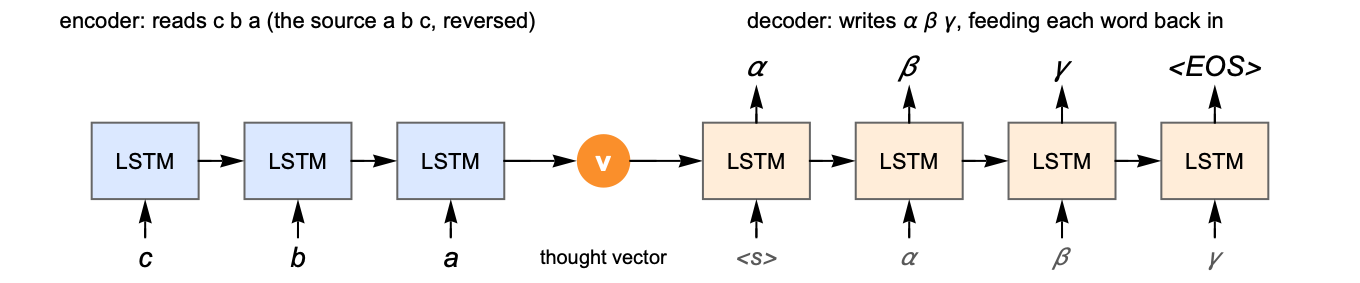 encoder: reads c b a (the source a b c, reversed)
decoder: writes α β γ, feeding each word back in
α β γ <EOS>
LSTM LSTM LSTM v LSTM LSTM LSTM LSTM
c b a thought vector <s> α β γ